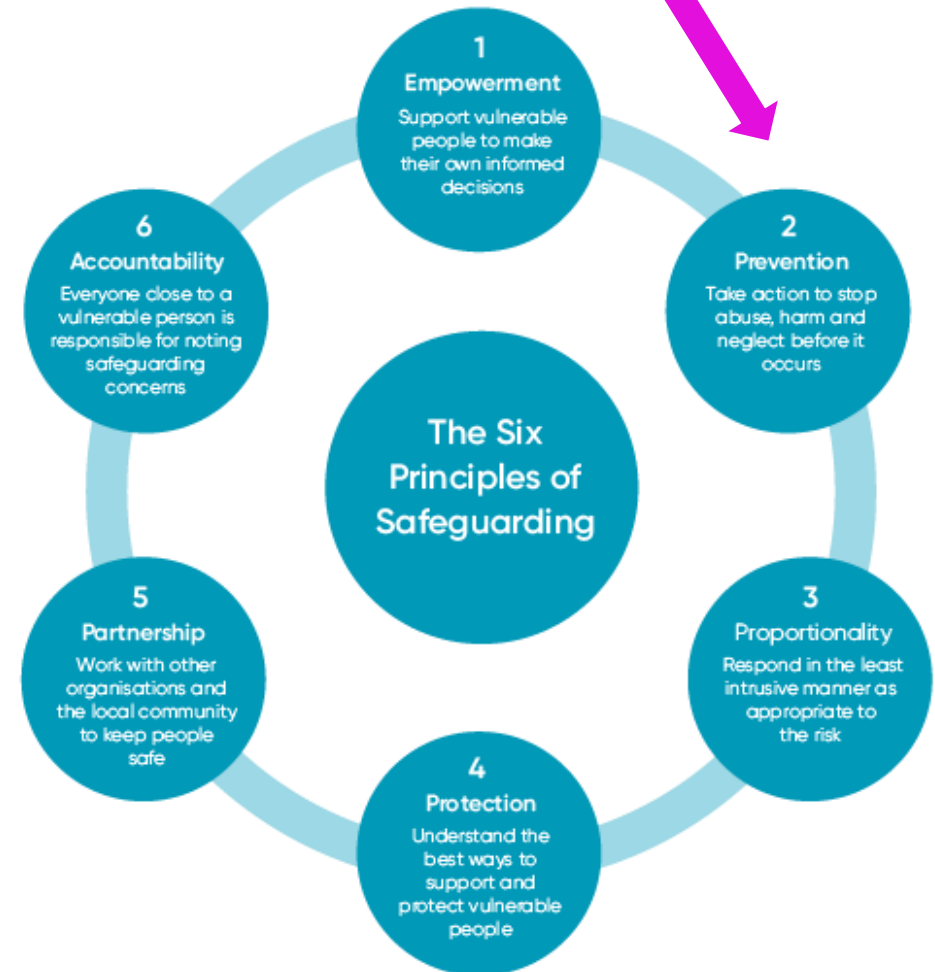 1
Empowerment
Support vulnerable
people to make
their own informed
decisions
2
Prevention
Take action to stop
abuse, harm and
neglect before it
occurs
3
Proportionality
Respond in the least
intrusive manner as
appropriate to
the risk
4
Protection
Understand the
best ways to
support and
protect vulnerable
people
5
Partnership
Work with other
organisations and
the local community
to keep people
safe
6
Accountability
Everyone close to a
vulnerable person is
responsible for noting
safeguarding
concerns
The Six
Principles of
Safeguarding